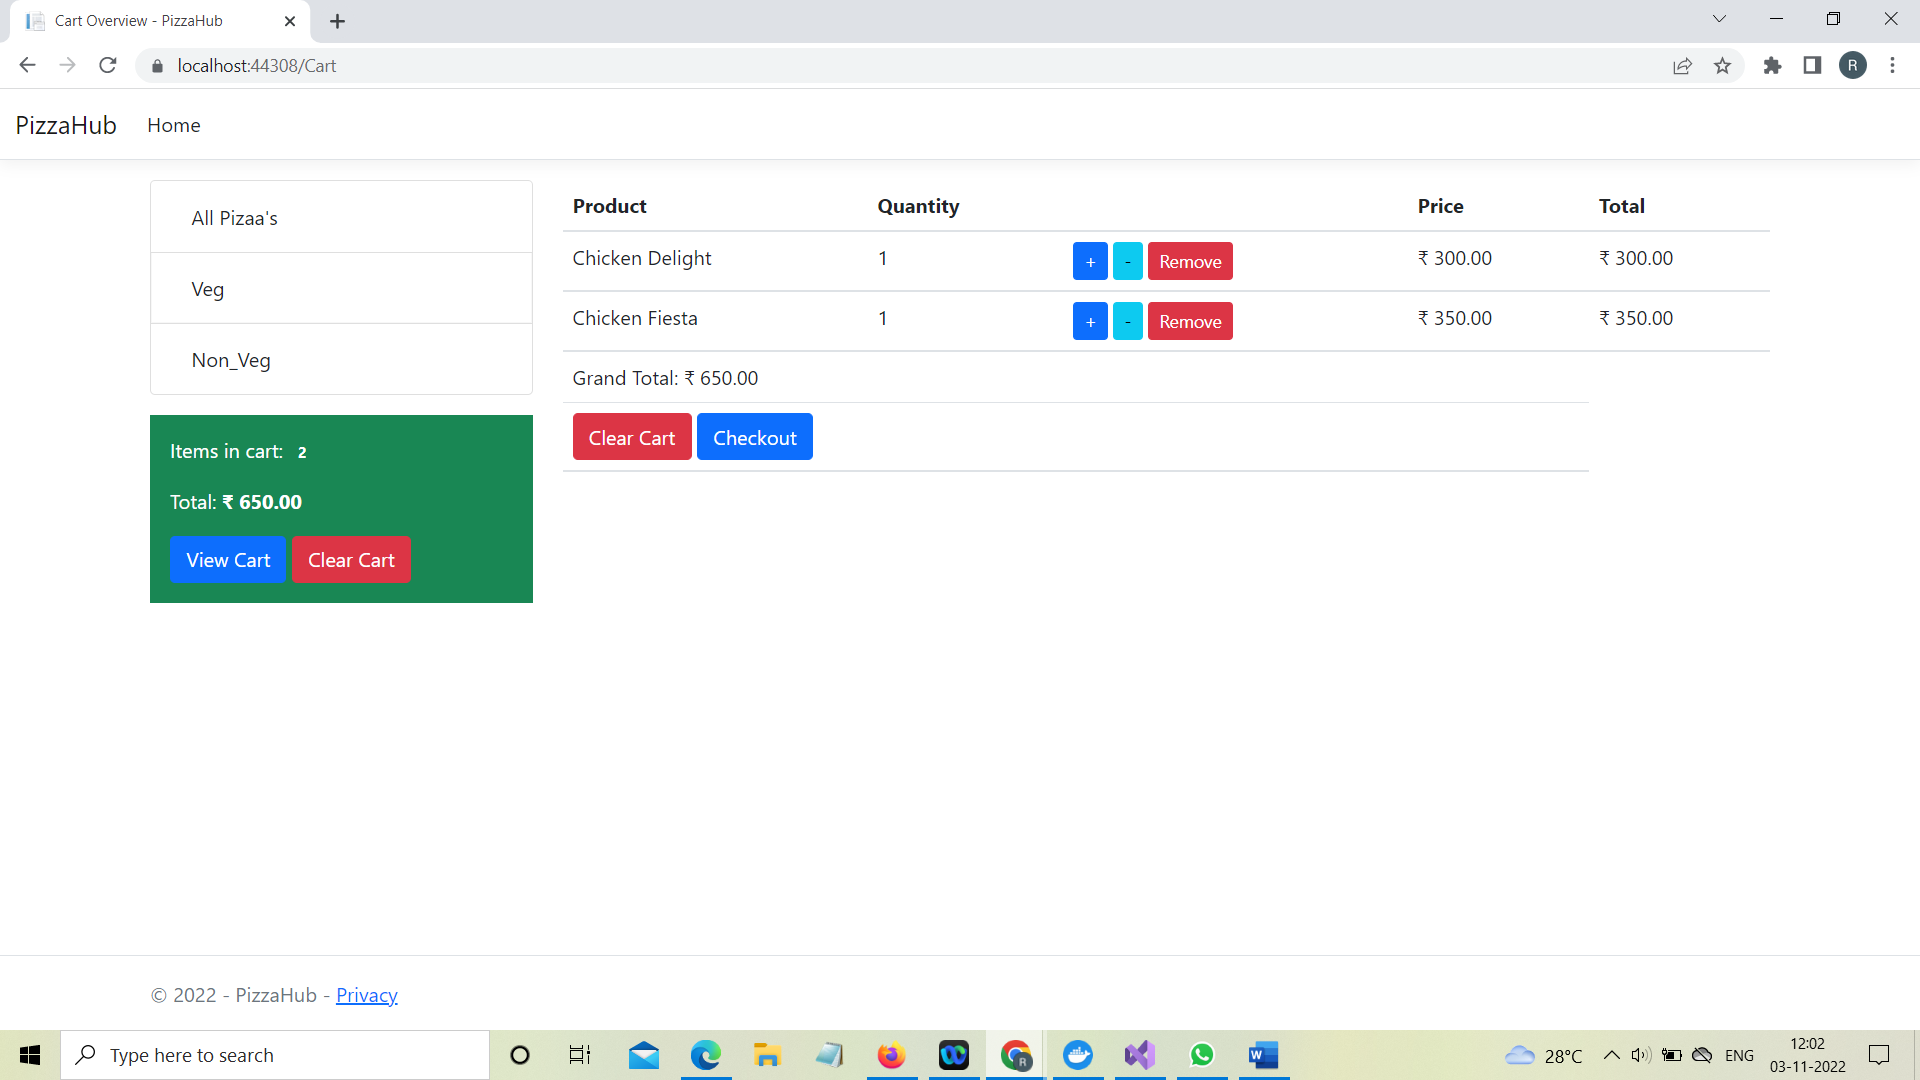 Cart Overview - PizzaHub
localhost:44308/Cart
R
PizzaHub Home
All Pizaa's
Veg
Non_Veg
Items in cart: 2
Total: ₹ 650.00
View Cart Clear Cart
Product Quantity Price Total
Chicken Delight 1 + - Remove ₹ 300.00 ₹ 300.00
Chicken Fiesta 1 + - Remove ₹ 350.00 ₹ 350.00
Grand Total: ₹ 650.00
Clear Cart Checkout
© 2022 - PizzaHub - Privacy
Type here to search
R
W
28°C
ENG
12:02
03-11-2022